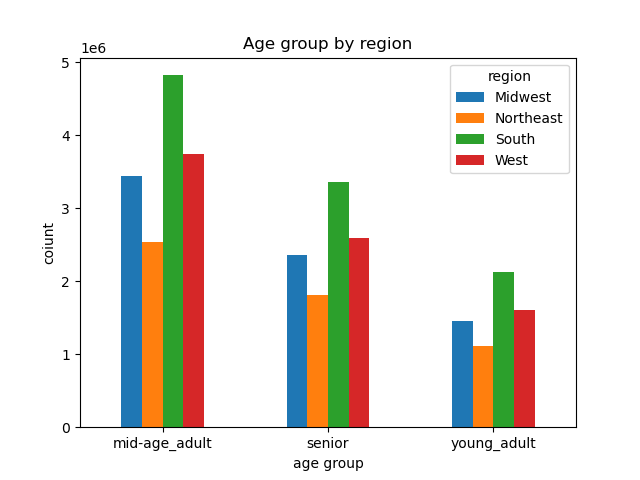 Age group by region
1e6
5
4
3
2
1
0
coiunt
region
Midwest
Northeast
South
West
mid-age_adult
senior
young_adult
age group